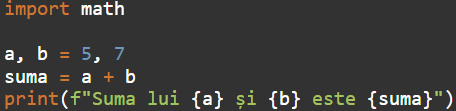 import math

a, b = 5, 7
suma = a + b
print(f"Suma lui {a} și {b} este {suma}")